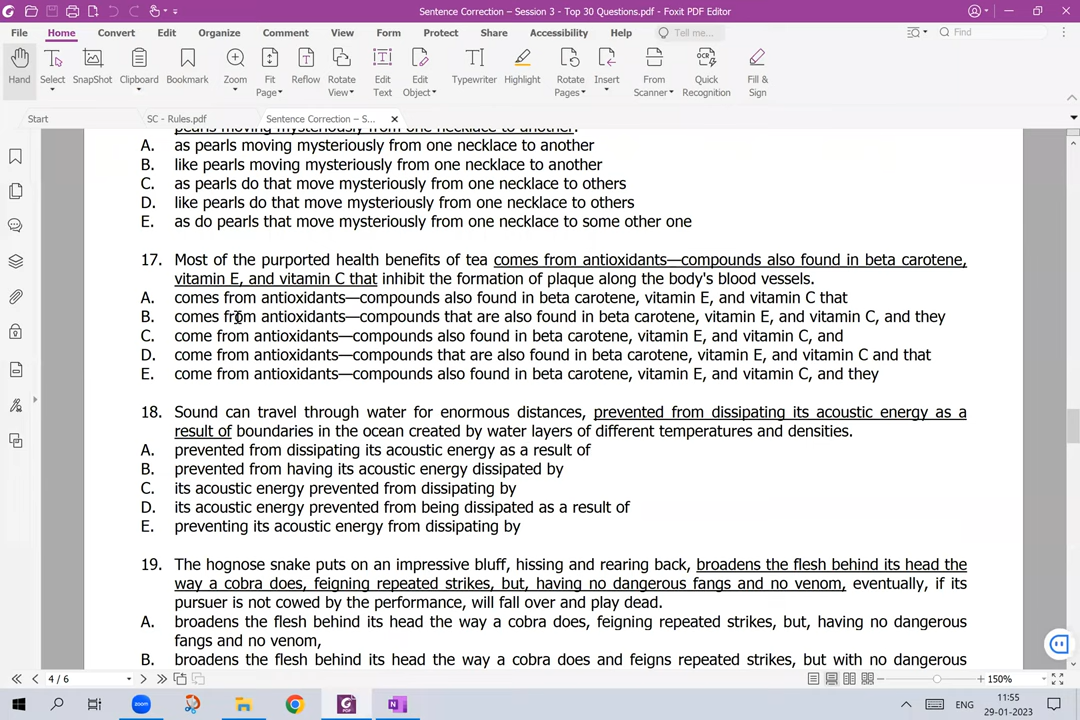 Sentence Correction – Session 3 - Top 30 Questions.pdf - Foxit PDF Editor
File Home Convert Edit Organize Comment View Form Protect Share Accessibility Help Tell me... Find
Hand Select SnapShot Clipboard Bookmark Zoom Fit Page Reflow Rotate View Edit Text Edit Object Typewriter Highlight Rotate Pages Insert From Scanner Quick Recognition Fill & Sign
Start SC - Rules.pdf Sentence Correction – S...
pearls moving mysteriously from one necklace to another.
A. as pearls moving mysteriously from one necklace to another
B. like pearls moving mysteriously from one necklace to another
C. as pearls do that move mysteriously from one necklace to others
D. like pearls do that move mysteriously from one necklace to others
E. as do pearls that move mysteriously from one necklace to some other one
17. Most of the purported health benefits of tea comes from antioxidants—compounds also found in beta carotene,
vitamin E, and vitamin C that inhibit the formation of plaque along the body's blood vessels.
A. comes from antioxidants—compounds also found in beta carotene, vitamin E, and vitamin C that
B. comes from antioxidants—compounds that are also found in beta carotene, vitamin E, and vitamin C, and they
C. come from antioxidants—compounds also found in beta carotene, vitamin E, and vitamin C, and
D. come from antioxidants—compounds that are also found in beta carotene, vitamin E, and vitamin C and that
E. come from antioxidants—compounds also found in beta carotene, vitamin E, and vitamin C, and they
18. Sound can travel through water for enormous distances, prevented from dissipating its acoustic energy as a
result of boundaries in the ocean created by water layers of different temperatures and densities.
A. prevented from dissipating its acoustic energy as a result of
B. prevented from having its acoustic energy dissipated by
C. its acoustic energy prevented from dissipating by
D. its acoustic energy prevented from being dissipated as a result of
E. preventing its acoustic energy from dissipating by
19. The hognose snake puts on an impressive bluff, hissing and rearing back, broadens the flesh behind its head the
way a cobra does, feigning repeated strikes, but, having no dangerous fangs and no venom, eventually, if its
pursuer is not cowed by the performance, will fall over and play dead.
A. broadens the flesh behind its head the way a cobra does, feigning repeated strikes, but, having no dangerous
fangs and no venom,
B. broadens the flesh behind its head the way a cobra does and feigns repeated strikes, but with no dangerous
4 / 6 150%
zoom ENG 11:55
29-01-2023